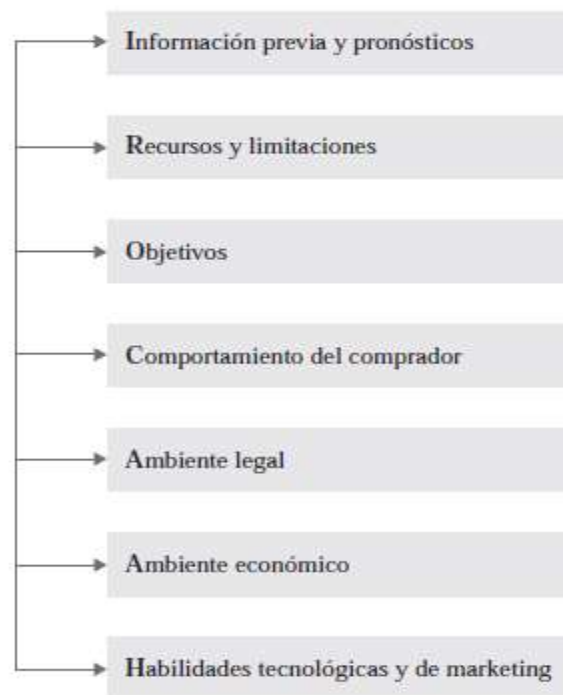 Información previa y pronósticos
Recursos y limitaciones
Objetivos
Comportamiento del comprador
Ambiente legal
Ambiente económico
Habilidades tecnológicas y de marketing